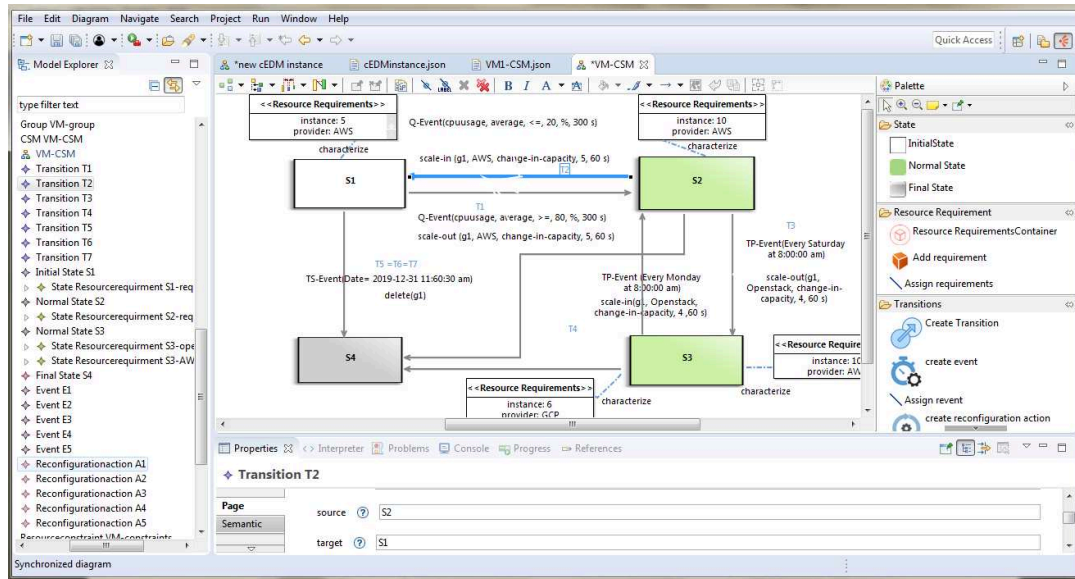 File Edit Diagram Navigate Search Project Run Window Help
Quick Access
Model Explorer
*new cEDM instance
cEDMinstance.json
VM1-CSM.json
*VM-CSM
type filter text
Group VM-group
CSM VM-CSM
VM-CSM
Transition T1
Transition T2
Transition T3
Transition T4
Transition T5
Transition T6
Transition T7
Initial State S1
State Resourcerequirment S1-req
Normal State S2
State Resourcerequirment S2-req
Normal State S3
State Resourcerequirment S3-ope
State Resourcerequirment S3-AW
Final State S4
Event E1
Event E2
Event E3
Event E4
Event E5
Reconfigurationaction A1
Reconfigurationaction A2
Reconfigurationaction A3
Reconfigurationaction A4
Reconfigurationaction A5
Resourceconstraint VM-constraints
B I A
<<Resource Requirements>>
instance: 5
provider: AWS
characterize
Q-Event(cpuusage, average, <=, 20, %, 300 s)
<<Resource Requirements>>
instance: 10
provider: AWS
characterize
scale-in (g1, AWS, change-in-capacity, 5, 60 s)
T2
S1
S2
T1
Q-Event(cpuusage, average, >=, 80, %, 300 s)
scale-out (g1, AWS, change-in-capacity, 5, 60 s)
T3
TP-Event(Every Saturday
at 8:00:00 am)
scale-out(g1,
Openstack, change-in-
capacity, 4, 60 s)
T5 =T6=T7
TS-Event(Date= 2019-12-31 11:60:30 am)
delete(g1)
TP-Event (Every Monday
at 8:00:00 am)
scale-in(g1, Openstack,
change-in-capacity, 4 ,60 s)
T4
S4
S3
<<Resource Require
instance: 10
provider: AW
characterize
<<Resource Requirements>>
instance: 6
provider: GCP
characterize
Palette
State
InitialState
Normal State
Final State
Resource Requirement
Resource RequirementsContainer
Add requirement
Assign requirements
Transitions
Create Transition
create event
Assign revent
create reconfiguration action
Properties
Interpreter
Problems
Console
Progress
References
Transition T2
Page
Semantic
source
S2
target
S1
Synchronized diagram